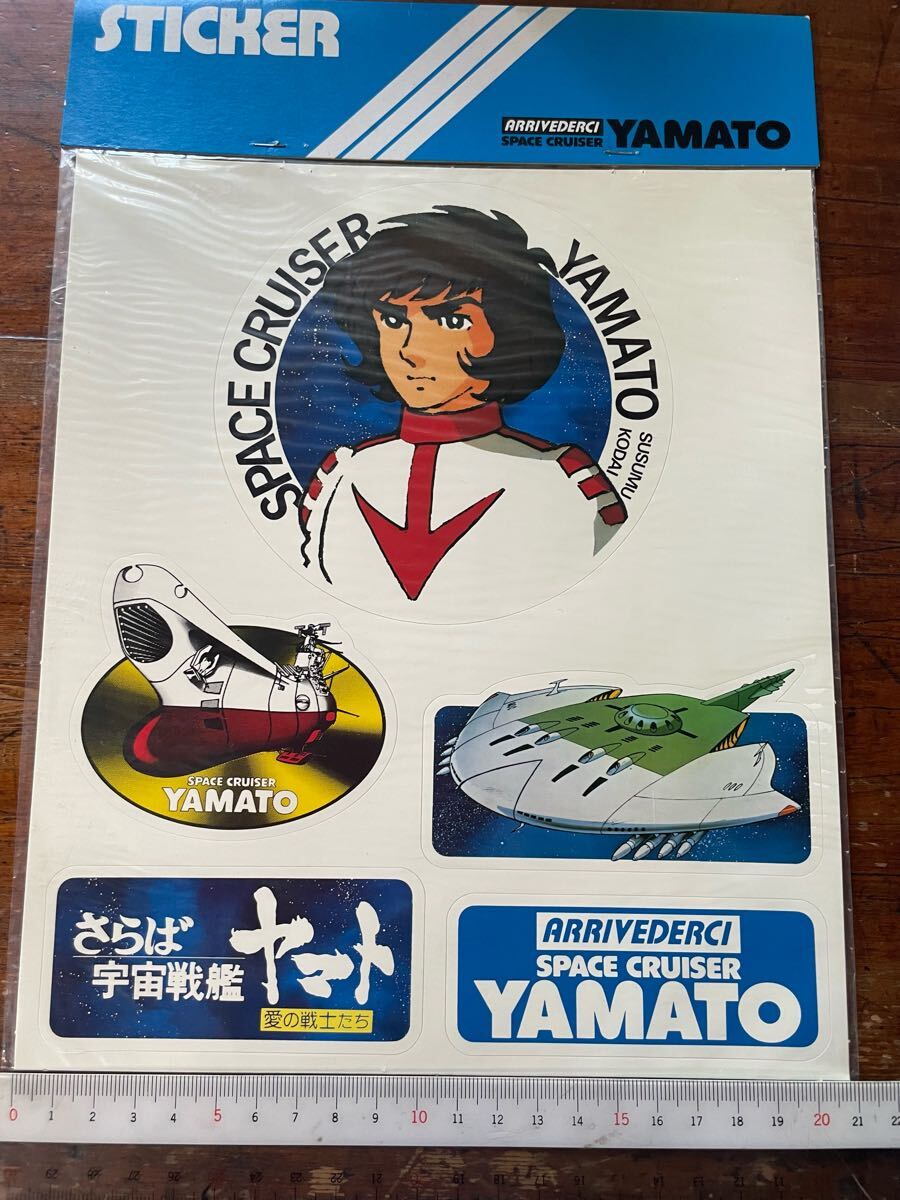 STICKER
ARRIVEDERCI
SPACE CRUISER YAMATO
SPACE CRUISER YAMATO
SUSUMU
KODAI
SPACE CRUISER
YAMATO
さらば
宇宙戦艦
ヤマト
愛の戦士たち
ARRIVEDERCI
SPACE CRUISER
YAMATO
0 1 2 3 4 5 6 7 8 9 10 11 12 13 14 15 16 17 18 19 20 21 22